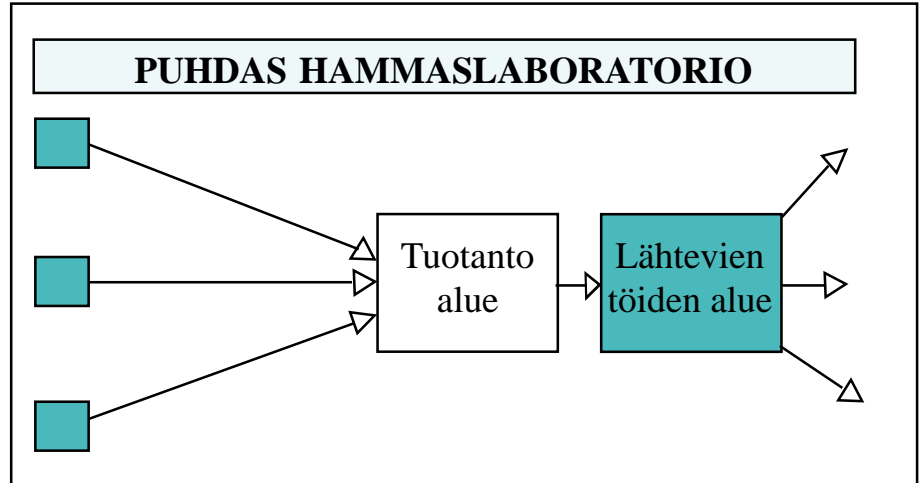 PUHDAS HAMMASLABORATORIO
Tuotanto
alue
Lähtevien
töiden alue